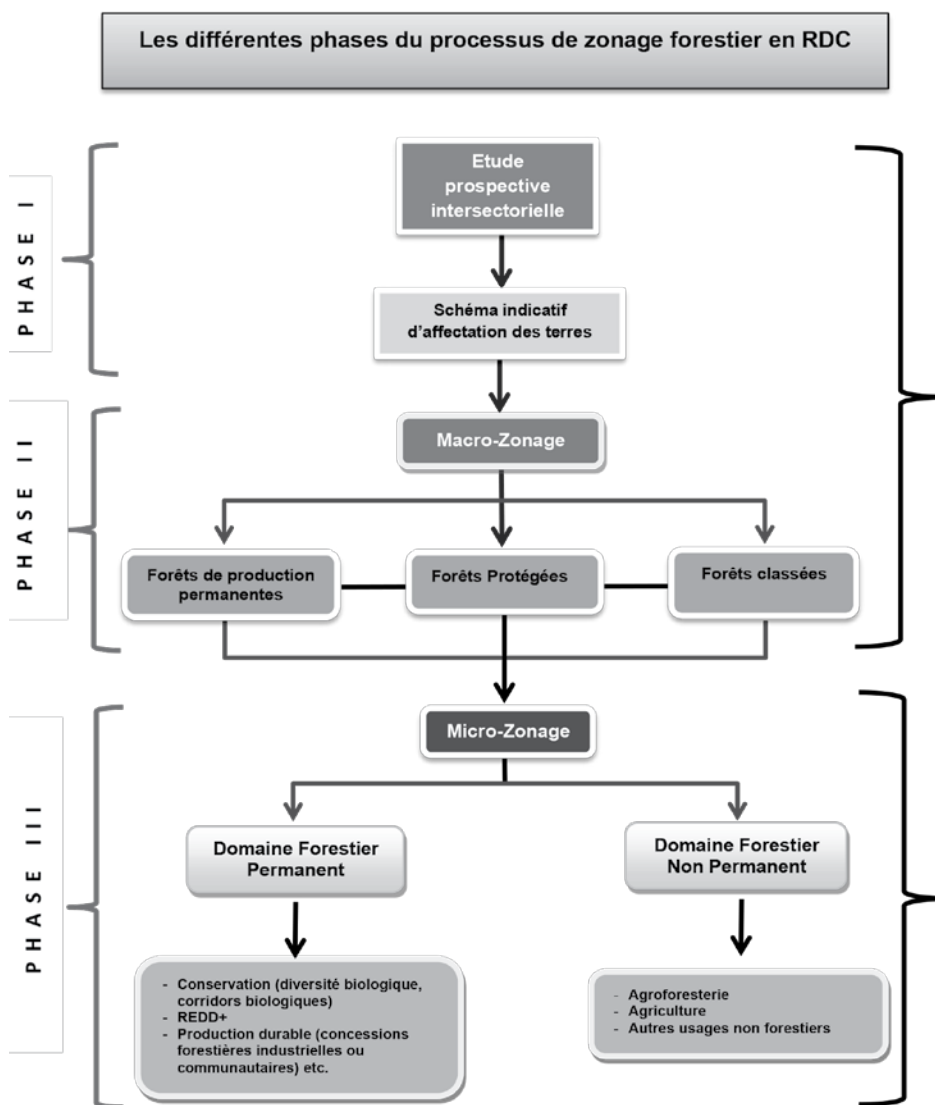 Les différentes phases du processus de zonage forestier en RDC
PHASE I
Etude
prospective
intersectorielle
Schéma indicatif
d'affectation des terres
PHASE II
Macro-Zonage
Forêts de production
permanentes
Forêts Protégées
Forêts classées
PHASE III
Micro-Zonage
Domaine Forestier
Permanent
Domaine Forestier
Non Permanent
- Conservation (diversité biologique,
corridors biologiques)
- REDD+
- Production durable (concessions
forestières industrielles ou
communautaires) etc.
- Agroforesterie
- Agriculture
- Autres usages non forestiers